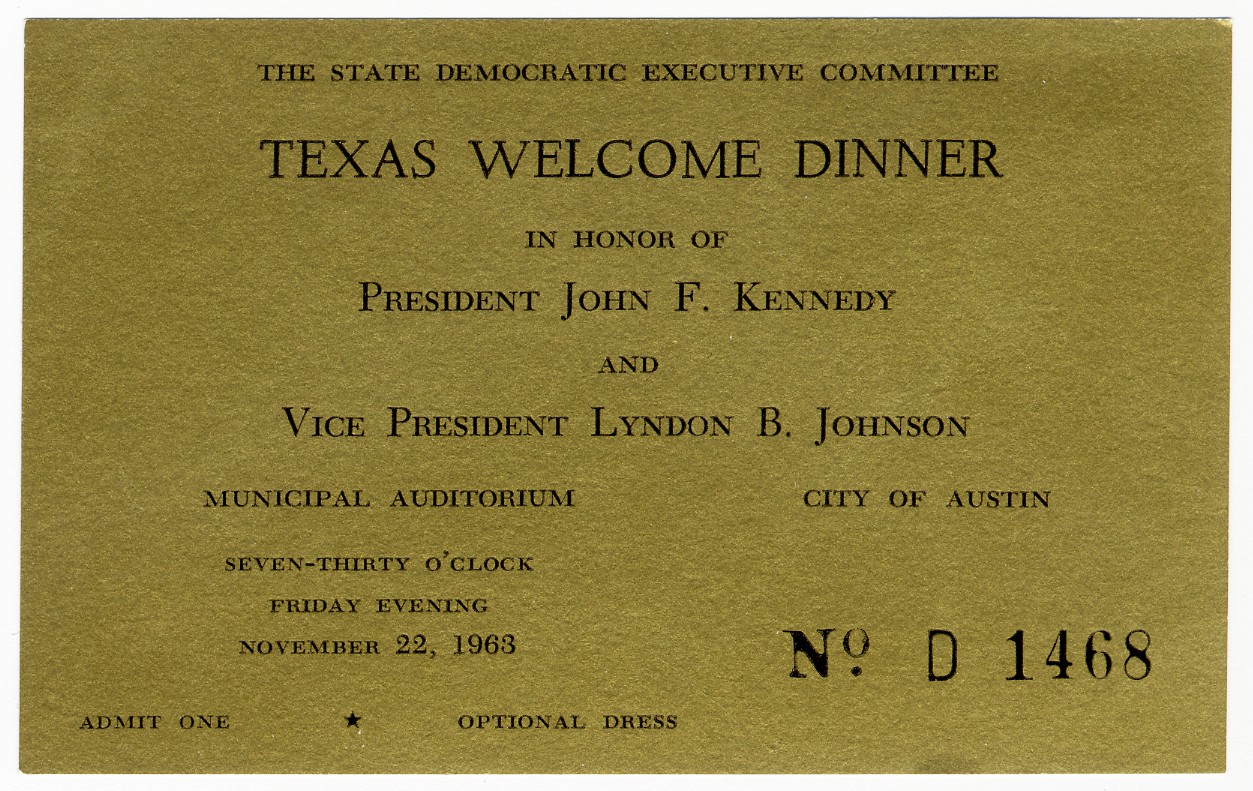 THE STATE DEMOCRATIC EXECUTIVE COMMITTEE
TEXAS WELCOME DINNER
IN HONOR OF
PRESIDENT JOHN F. KENNEDY
AND
VICE PRESIDENT LYNDON B. JOHNSON
MUNICIPAL AUDITORIUM CITY OF AUSTIN
SEVEN-THIRTY O'CLOCK
FRIDAY EVENING
NOVEMBER 22, 1963
Nº D 1468
ADMIT ONE ★ OPTIONAL DRESS